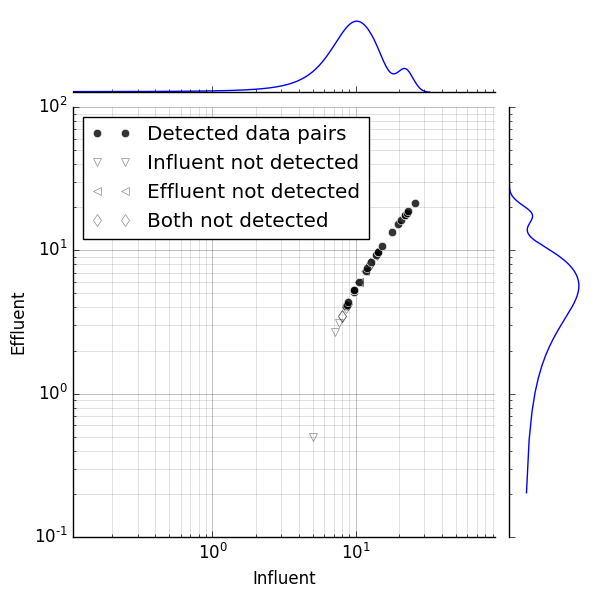 10²
Detected data pairs
Influent not detected
Effluent not detected
Both not detected
10¹
Effluent
10⁰
10⁻¹
10⁰
10¹
Influent